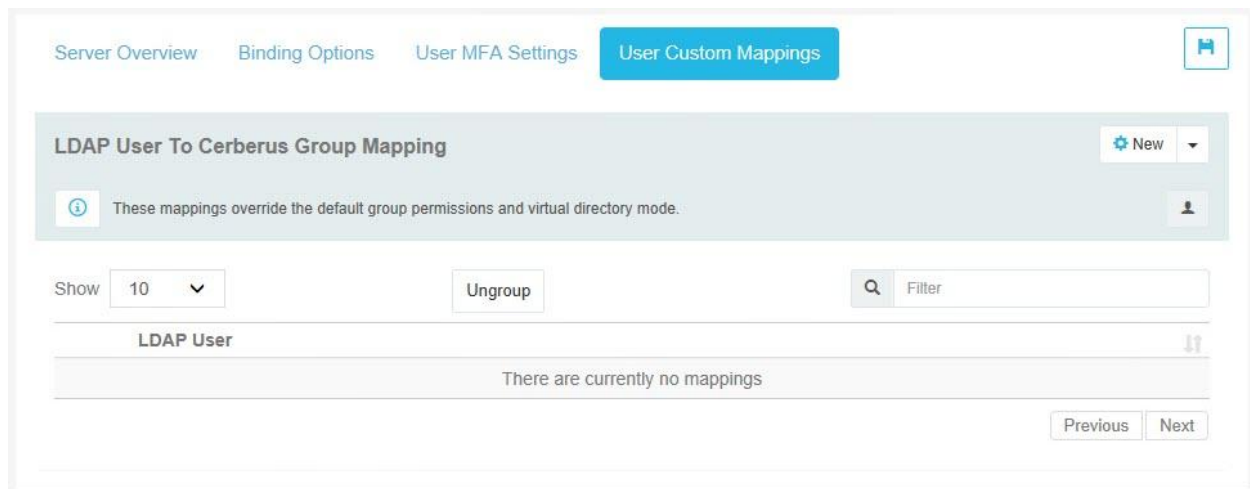 Server Overview Binding Options User MFA Settings User Custom Mappings
LDAP User To Cerberus Group Mapping New
These mappings override the default group permissions and virtual directory mode.
Show 10 Ungroup Filter
LDAP User
There are currently no mappings
Previous Next